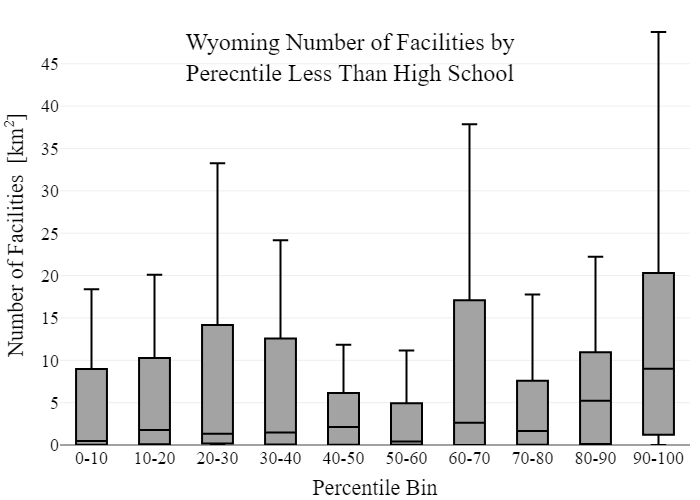 Wyoming Number of Facilities by
Perecntile Less Than High School
Number of Facilities [km²]
45
40
35
30
25
20
15
10
5
0
0-10 10-20 20-30 30-40 40-50 50-60 60-70 70-80 80-90 90-100
Percentile Bin